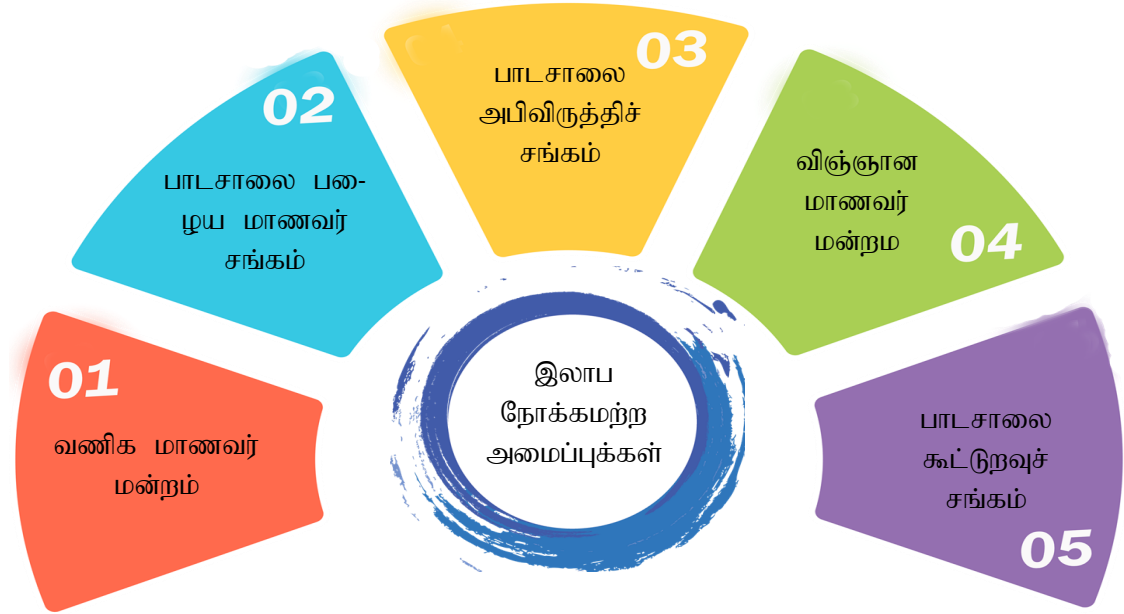 01
வணிக மாணவர்
மன்றம்
02
பாடசாலை பழை-
ழய மாணவர்
சங்கம்
03
பாடசாலை
அபிவிருத்திச்
சங்கம்
விஞ்ஞான
மாணவர்
மன்றம
04
பாடசாலை
கூட்டுறவுச்
சங்கம்
05
இலாப
நோக்கமற்ற
அமைப்புக்கள்